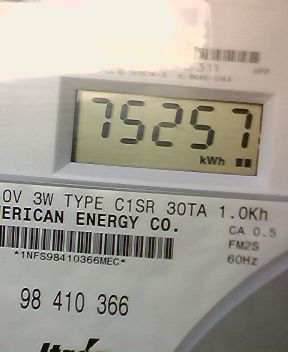 75257
kWh
0V 3W TYPE C1SR 30TA 1.0Kh
ERICAN ENERGY CO.
CA 0.5
FM2S
*1NFS98410366MEC*
60Hz
98 410 366